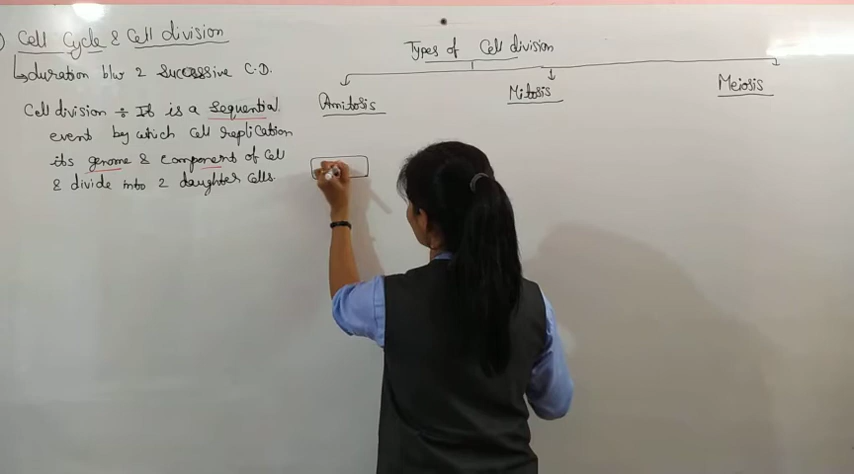 Cell Cycle & Cell division
duration b/w 2 Successive C.D.
Cell division ÷ It is a Sequential
event by which Cell replication
its genome & component of Cell
& divide into 2 daughter Cells.
Types of Cell division
Amitosis
Mitosis
Meiosis